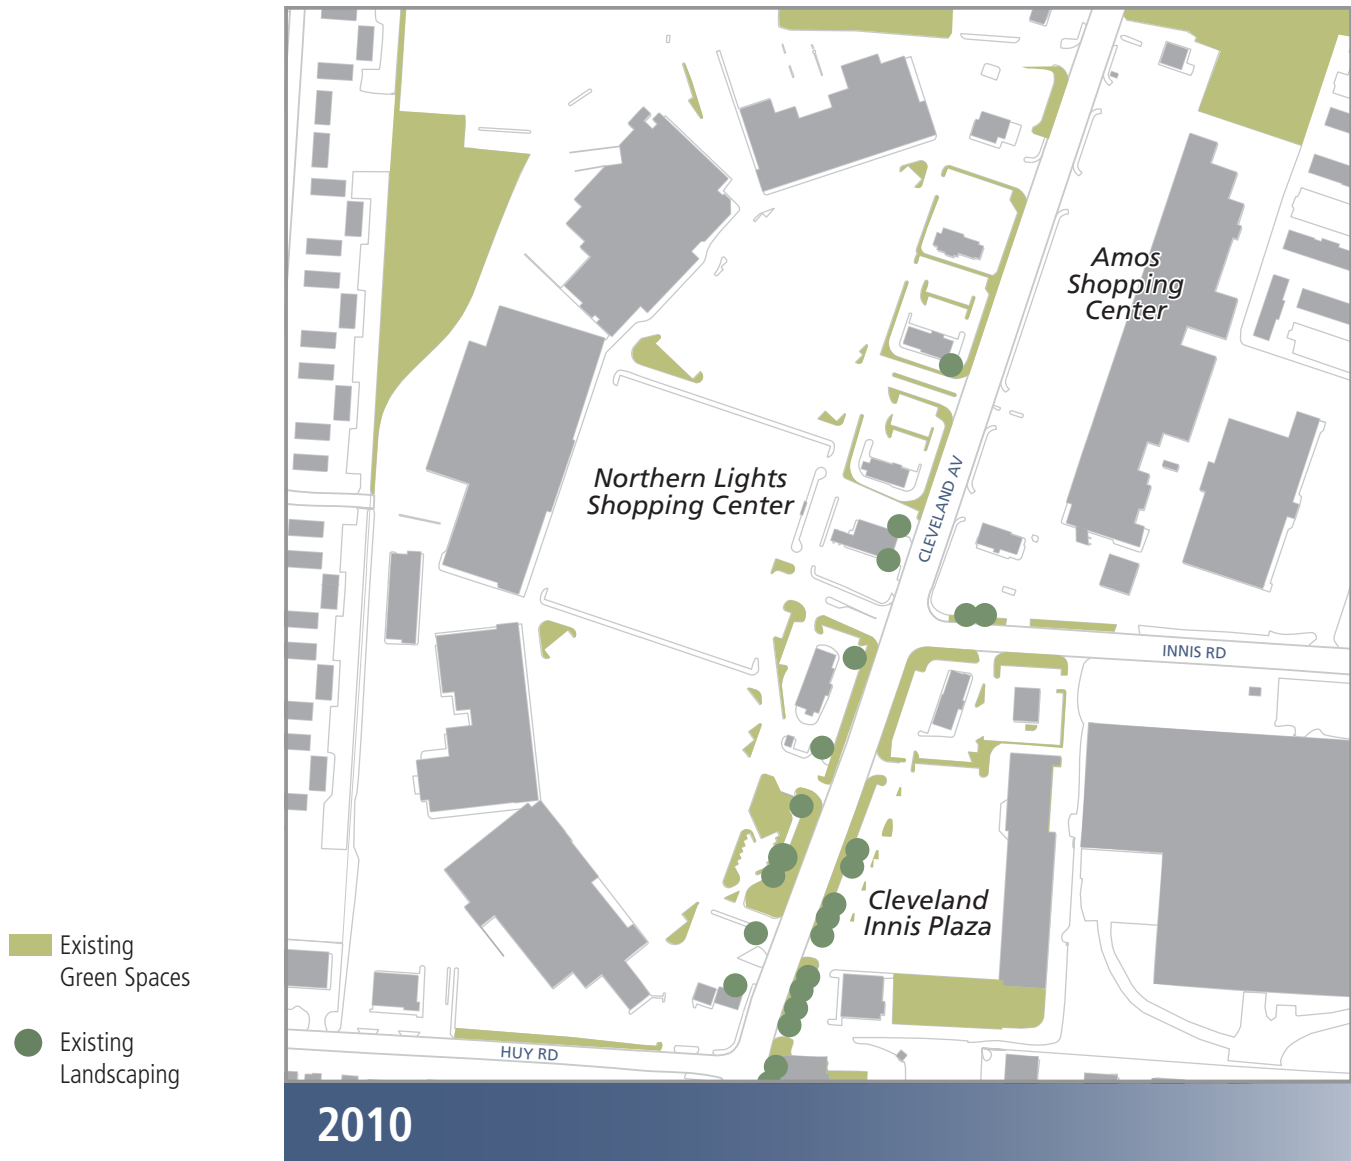 Amos
Shopping
Center
Northern Lights
Shopping Center
CLEVELAND AV
INNIS RD
Cleveland
Innis Plaza
HUY RD
Existing
Green Spaces
Existing
Landscaping
2010